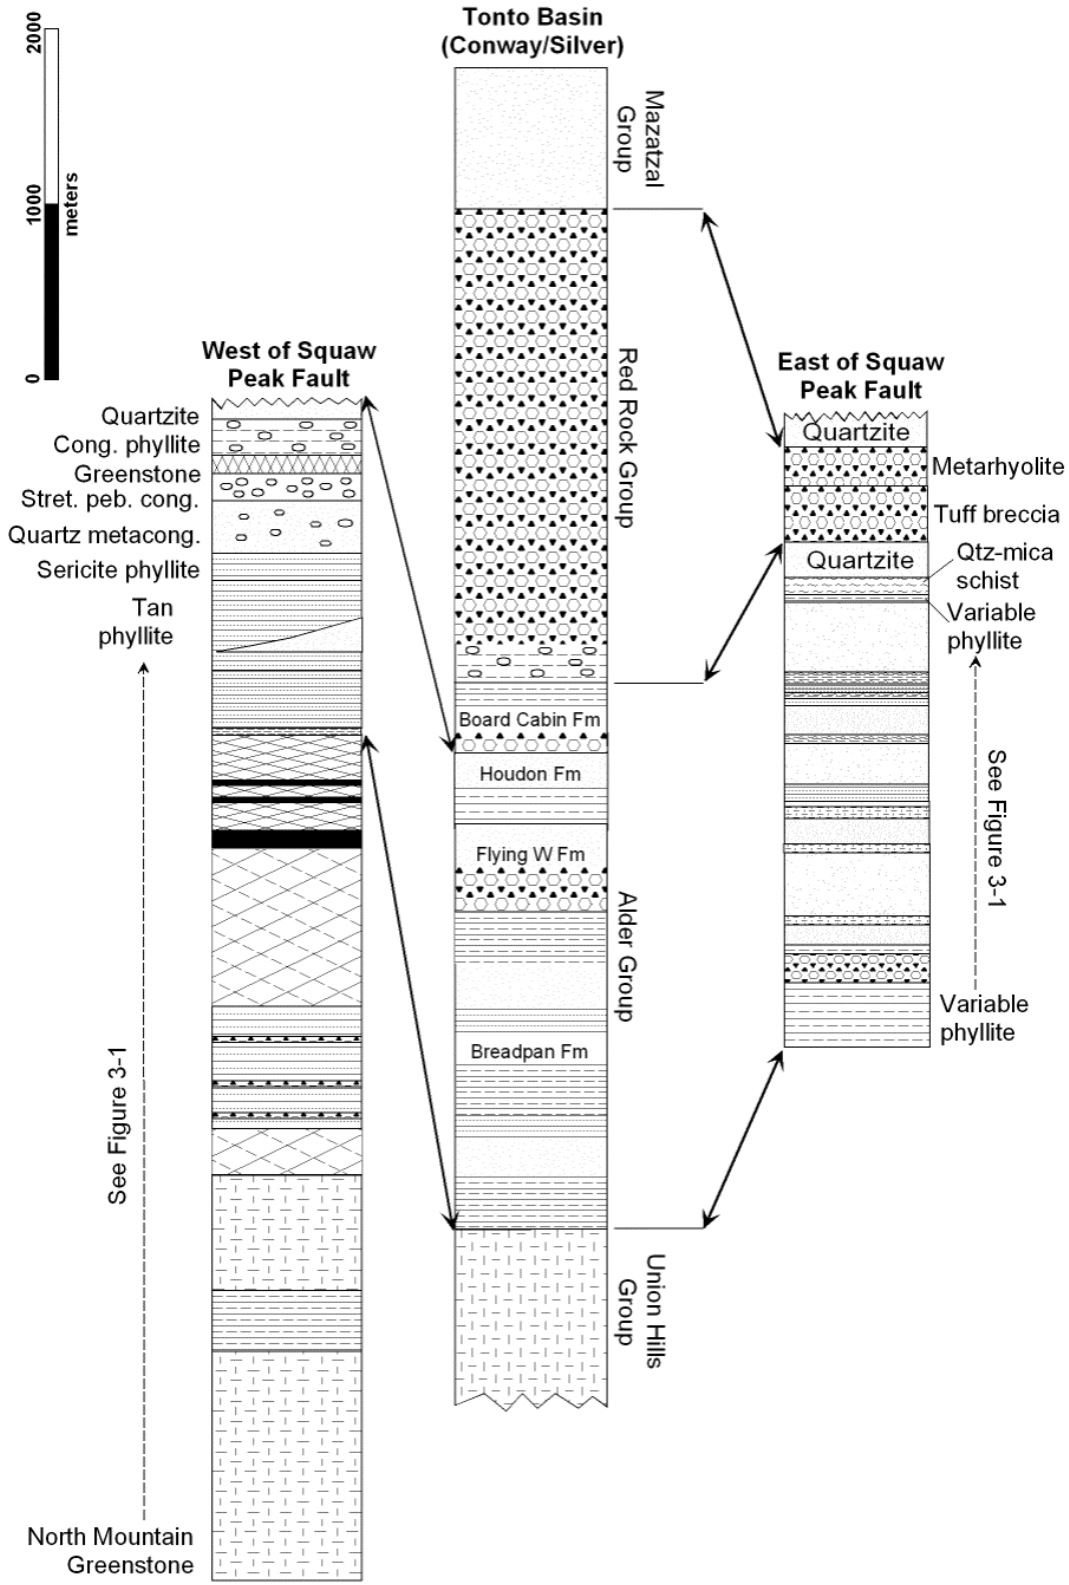 2000
1000
0
meters
Tonto Basin
(Conway/Silver)
Mazatzal
Group
Red Rock Group
Board Cabin Fm
Houdon Fm
Flying W Fm
Alder Group
Breadpan Fm
Union Hills
Group
West of Squaw
Peak Fault
Quartzite
Cong. phyllite
Greenstone
Stret. peb. cong.
Quartz metacong.
Sericite phyllite
Tan
phyllite
See Figure 3-1
North Mountain
Greenstone
East of Squaw
Peak Fault
Quartzite
Metarhyolite
Tuff breccia
Quartzite
Qtz-mica
schist
Variable
phyllite
See Figure 3-1
Variable
phyllite